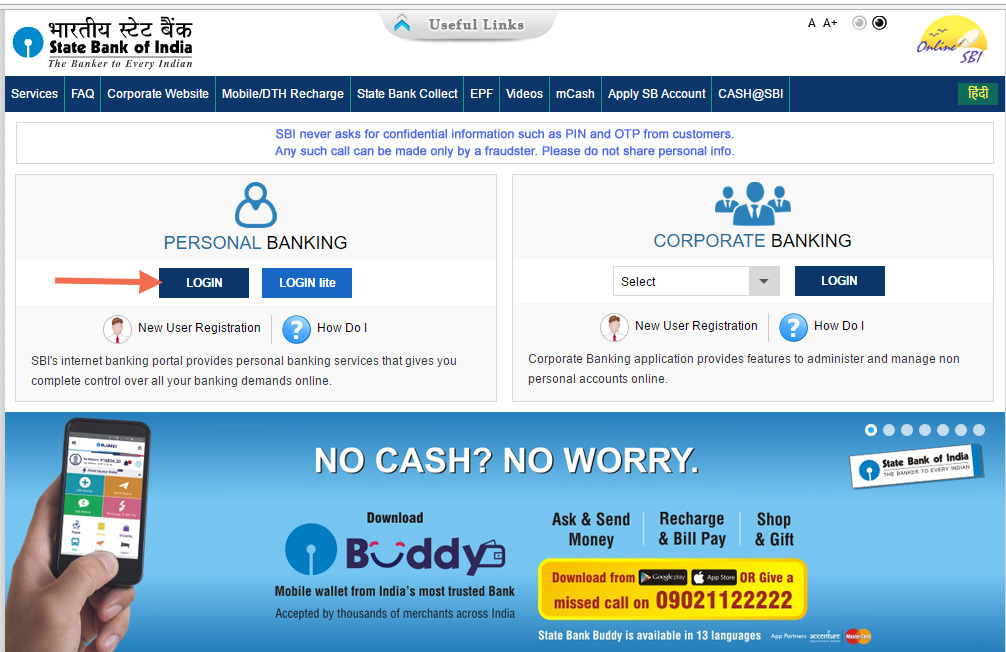 भारतीय स्टेट बैंक
State Bank of India
The Banker to Every Indian
Useful Links
A A+
Online SBI
Services FAQ Corporate Website Mobile/DTH Recharge State Bank Collect EPF Videos mCash Apply SB Account CASH@SBI हिंदी
SBI never asks for confidential information such as PIN and OTP from customers.
Any such call can be made only by a fraudster. Please do not share personal info.
PERSONAL BANKING
LOGIN LOGIN lite
New User Registration ? How Do I
SBI's internet banking portal provides personal banking services that gives you
complete control over all your banking demands online.
CORPORATE BANKING
Select LOGIN
New User Registration ? How Do I
Corporate Banking application provides features to administer and manage non
personal accounts online.
NO CASH? NO WORRY.
State Bank of India
THE BANKER TO EVERY INDIAN
Buddy
Download
Buddy
Mobile wallet from India's most trusted Bank
Accepted by thousands of merchants across India
Ask & Send
Money
Recharge
& Bill Pay
Shop
& Gift
Download from Google play App Store OR Give a
missed call on 09021122222
State Bank Buddy is available in 13 languages App Partners accenture MasterCard